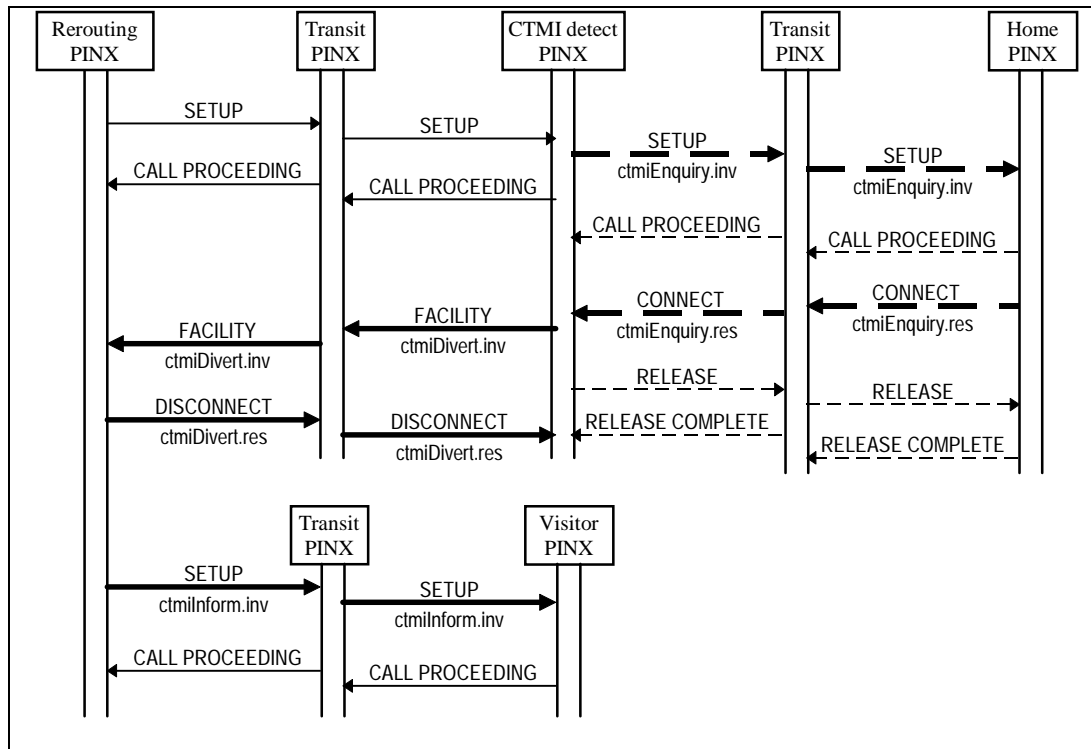 Rerouting
PINX
Transit
PINX
CTMI detect
PINX
Transit
PINX
Home
PINX
SETUP
SETUP
SETUP
ctmiEnquiry.inv
SETUP
ctmiEnquiry.inv
CALL PROCEEDING
CALL PROCEEDING
CALL PROCEEDING
CALL PROCEEDING
CONNECT
ctmiEnquiry.res
CONNECT
ctmiEnquiry.res
FACILITY
ctmiDivert.inv
FACILITY
ctmiDivert.inv
RELEASE
RELEASE
DISCONNECT
ctmiDivert.res
DISCONNECT
ctmiDivert.res
RELEASE COMPLETE
RELEASE COMPLETE
Transit
PINX
Visitor
PINX
SETUP
ctmiInform.inv
SETUP
ctmiInform.inv
CALL PROCEEDING
CALL PROCEEDING